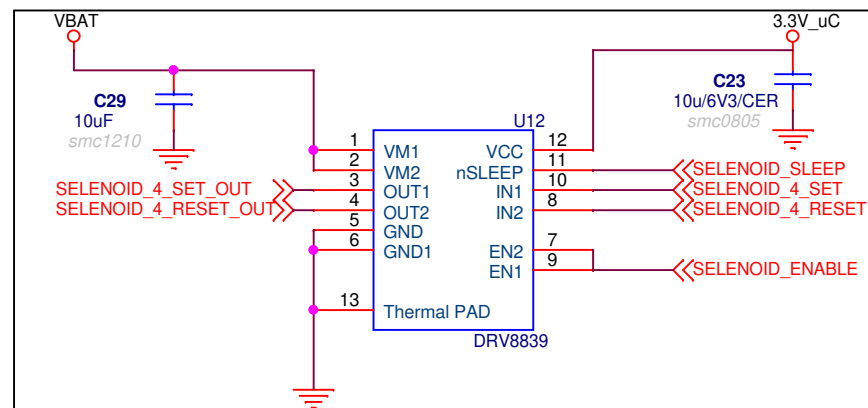 VBAT
3.3V_uC
C29
10uF
smc1210
C23
10u/6V3/CER
smc0805
U12
1 VM1 VCC 12
2 VM2 nSLEEP 11 SELENOID_SLEEP
SELENOID_4_SET_OUT 3 OUT1 IN1 10 SELENOID_4_SET
SELENOID_4_RESET_OUT 4 OUT2 IN2 8 SELENOID_4_RESET
5 GND
6 GND1 EN2 7
EN1 9 SELENOID_ENABLE
13 Thermal PAD
DRV8839